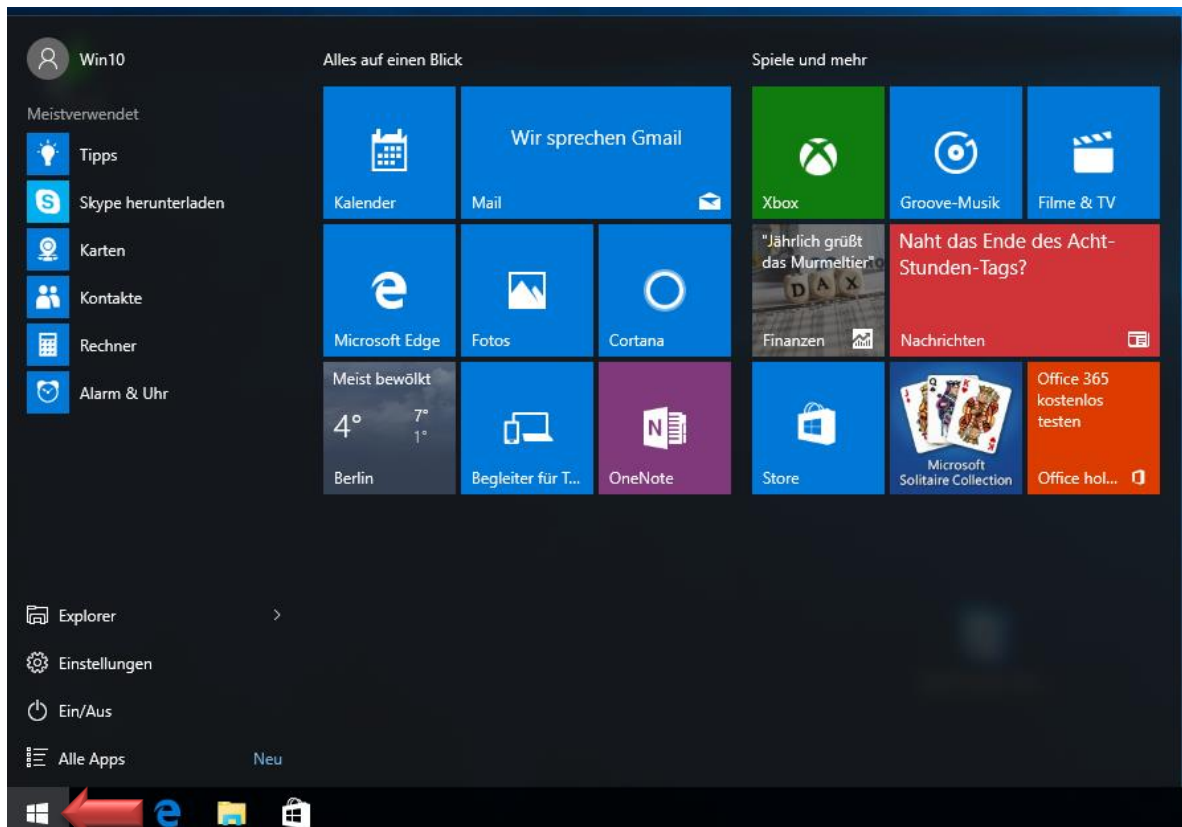 Win10
Meistverwendet
Tipps
Skype herunterladen
Karten
Kontakte
Rechner
Alarm & Uhr
Explorer
Einstellungen
Ein/Aus
Alle Apps
Neu
Alles auf einen Blick
Kalender
Wir sprechen Gmail
Mail
Microsoft Edge
Fotos
Cortana
Meist bewölkt
4°
7°
1°
Berlin
Begleiter für T...
OneNote
Spiele und mehr
Xbox
Groove-Musik
Filme & TV
"Jährlich grüßt
das Murmeltier"
DAX
Finanzen
Naht das Ende des Acht-
Stunden-Tags?
Nachrichten
Store
Microsoft
Solitaire Collection
Office 365
kostenlos
testen
Office hol...